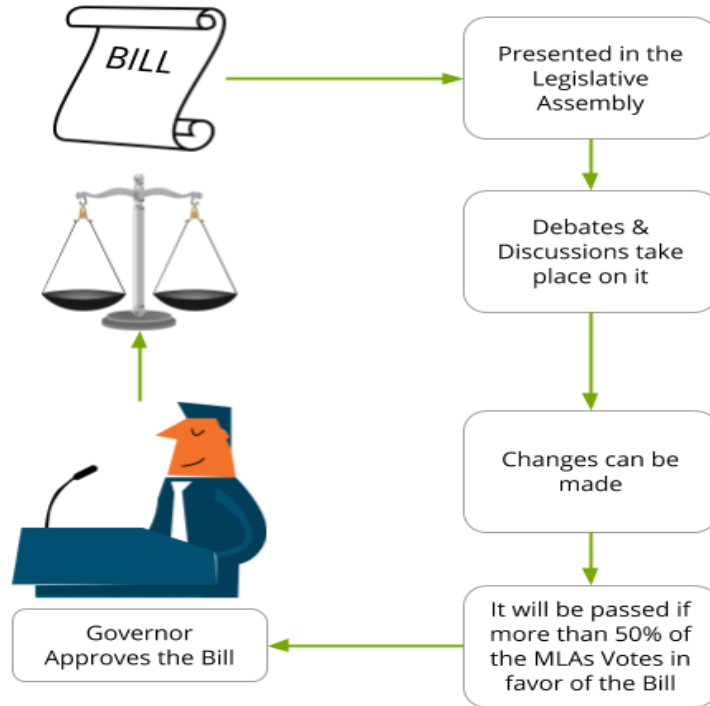 BILL
Presented in the
Legislative
Assembly
Debates &
Discussions take
place on it
Changes can be
made
It will be passed if
more than 50% of
the MLAs Votes in
favor of the Bill
Governor
Approves the Bill